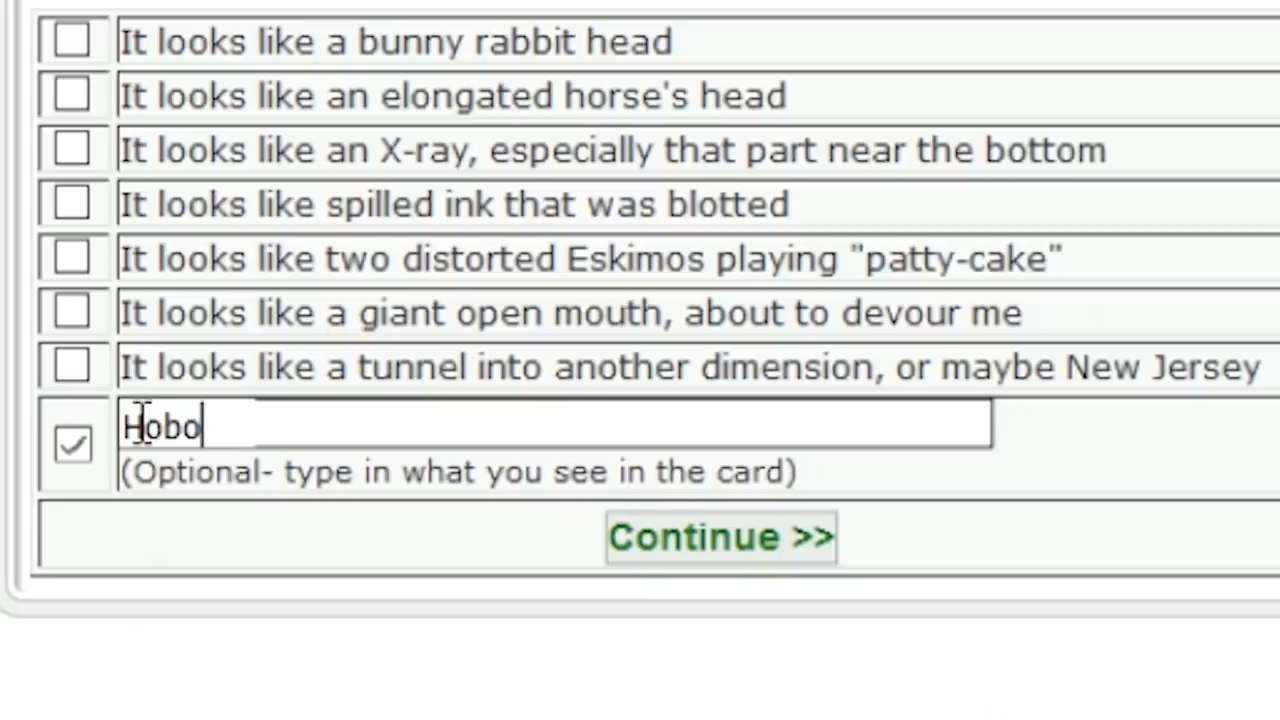 It looks like a bunny rabbit head
It looks like an elongated horse's head
It looks like an X-ray, especially that part near the bottom
It looks like spilled ink that was blotted
It looks like two distorted Eskimos playing "patty-cake"
It looks like a giant open mouth, about to devour me
It looks like a tunnel into another dimension, or maybe New Jersey
Hobo
(Optional- type in what you see in the card)
Continue >>